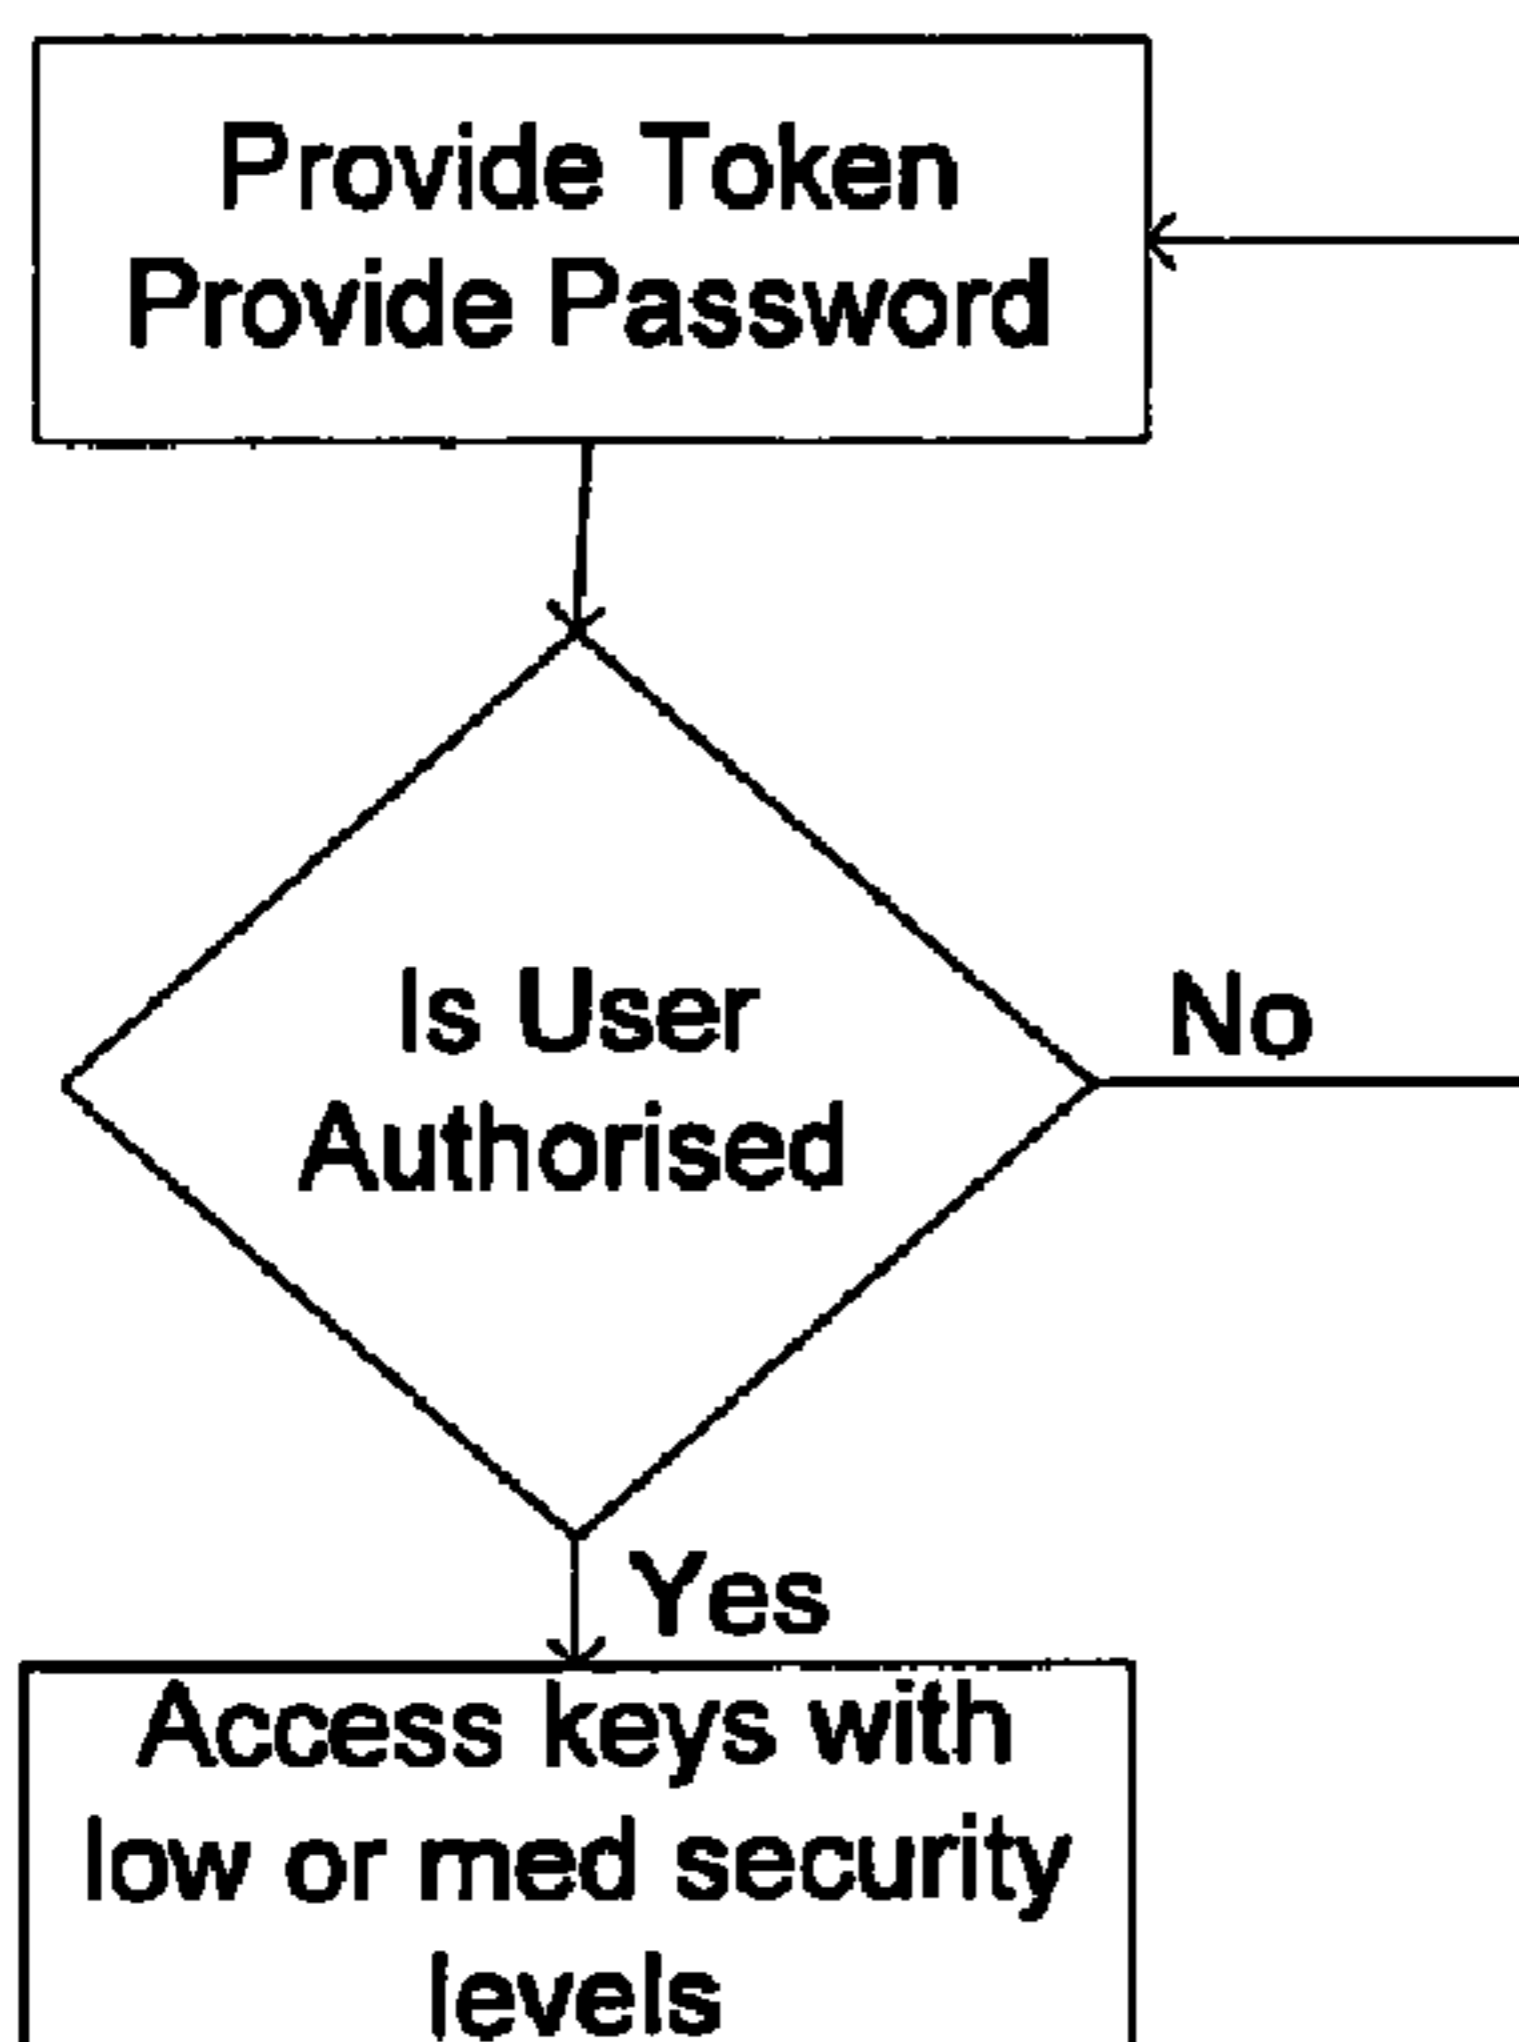 Provide Token
Provide Password
Is User
Authorised
No
Yes
Access keys with
low or med security
levels